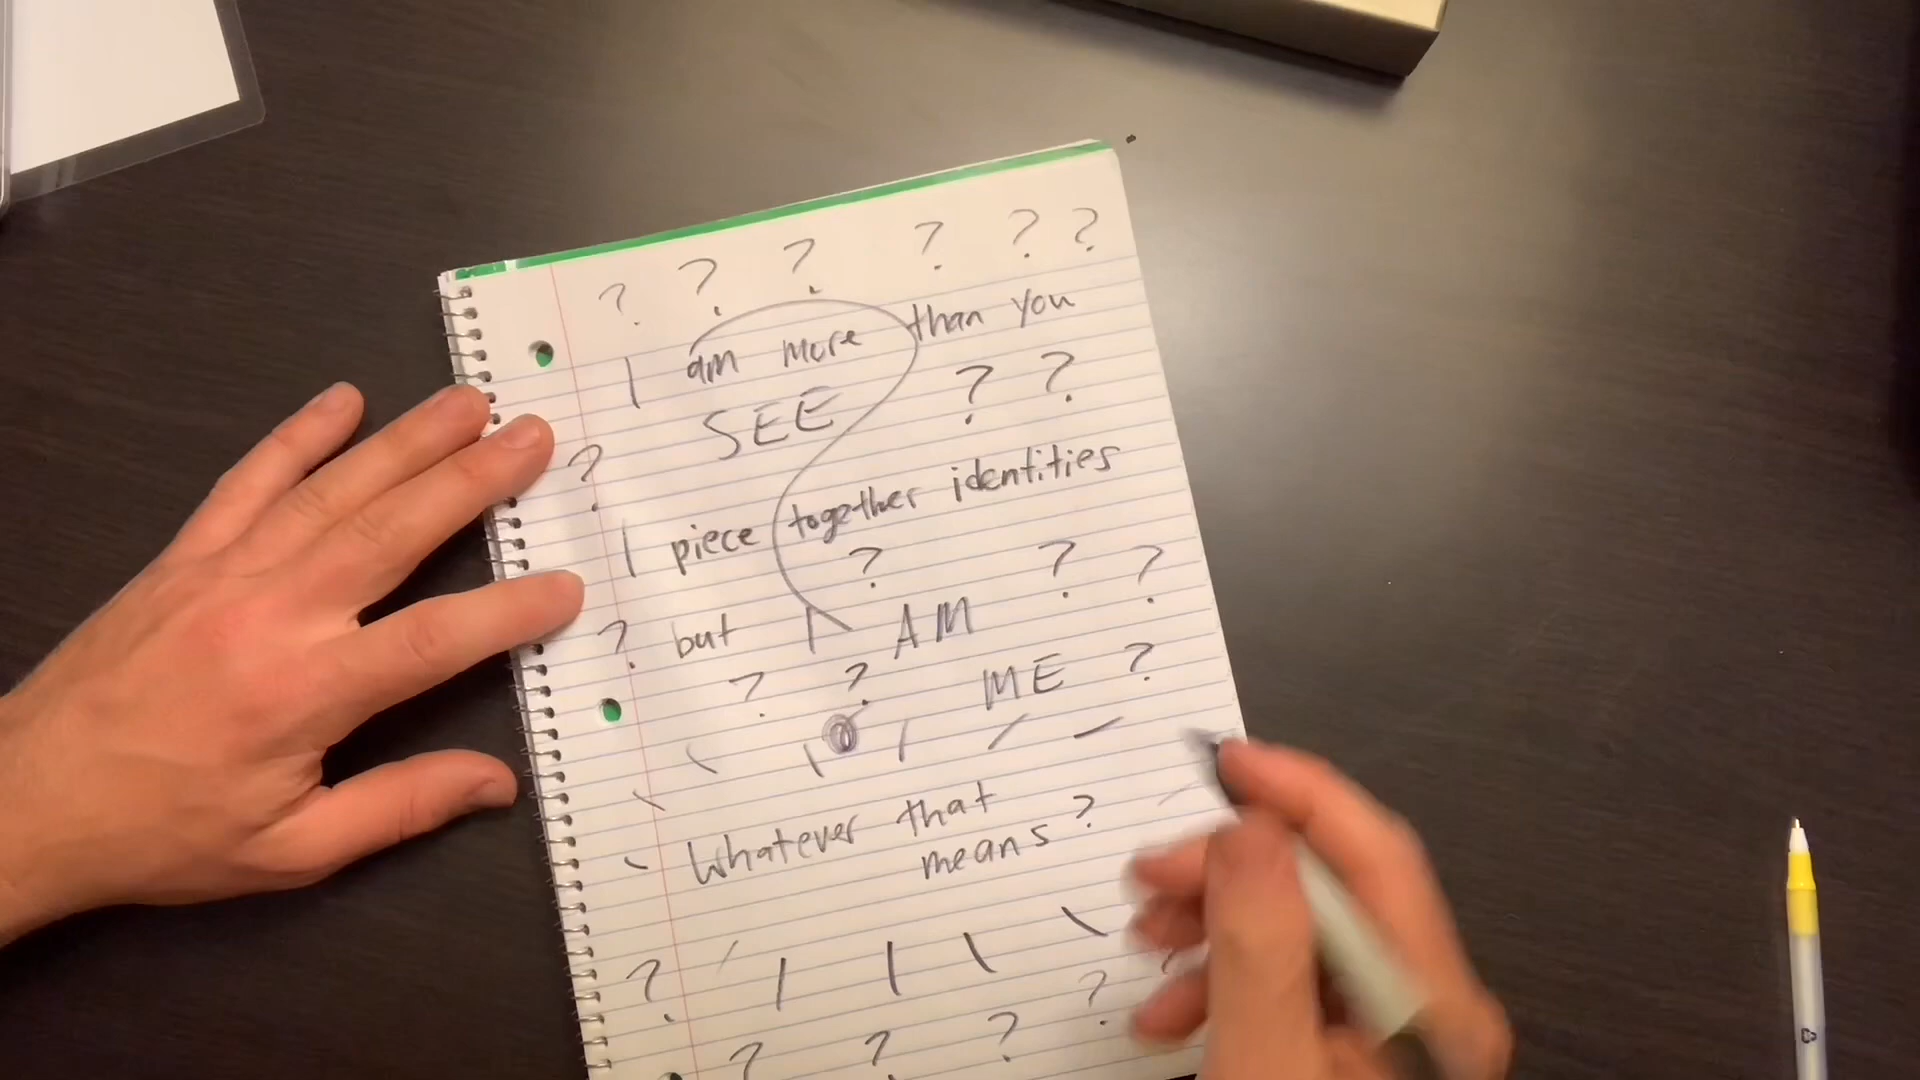 ? ? ? ? ? ?
I am more than you
SEE ? ?
?
I piece together identities
? ? ?
? but I AM
? ? ME ?
Whatever that
means?
?
? ? ? ?